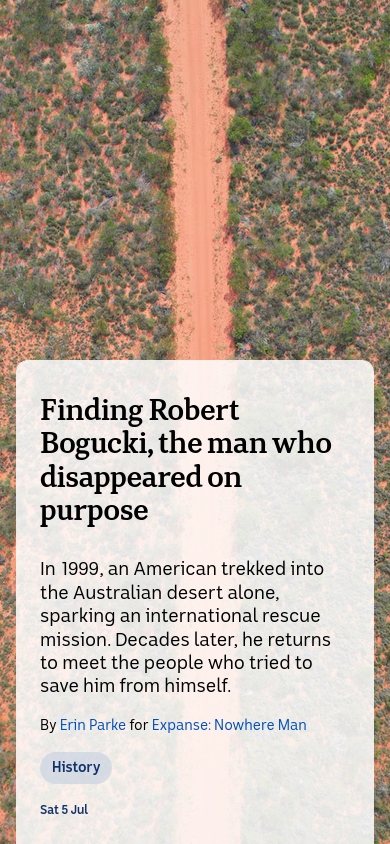 Finding Robert
Bogucki, the man who
disappeared on
purpose
In 1999, an American trekked into
the Australian desert alone,
sparking an international rescue
mission. Decades later, he returns
to meet the people who tried to
save him from himself.
By Erin Parke for Expanse: Nowhere Man
History
Sat 5 Jul